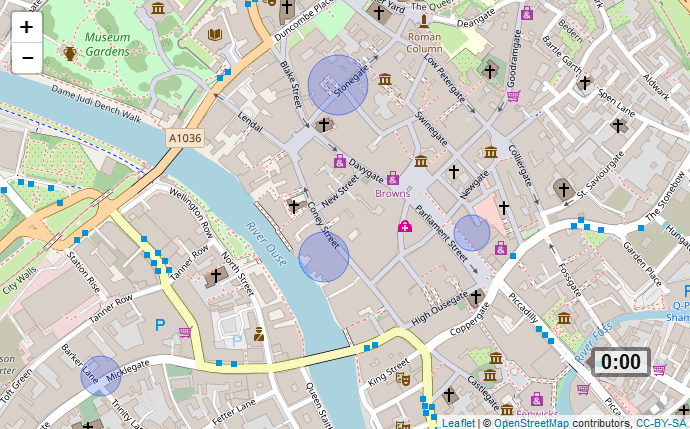 +
−
Museum
Gardens
Duncombe Place
er Yard
The Queen
Deangate
Roman
Column
Goodramgate
Bedern
Bartle Garth
Aldwark
Spen Lane
Dame Judi Dench Walk
Blake Street
Stonegate
Low Petergate
A1036
Lendal
Swinegate
Colliergate
St. Saviourgate
Davygate
New Street
Browns
Newgate
The Stonebow
Wellington Row
Coney Street
Parliament Street
Hungat
River Ouse
City Walls
Station Rise
Tanner Row
North Street
Garden Place
Fossgate
Tanner Row
P
P
High Ousegate
Coppergate
Piccadilly
Q-P
Sham
River Foss
0:00
Barker Lane
Micklegate
Toft Green
King Street
Castlegate
Trinity La
Fetter Lane
Queen Stait
Fenwicks
Picca
Leaflet | © OpenStreetMap contributors, CC-BY-SA